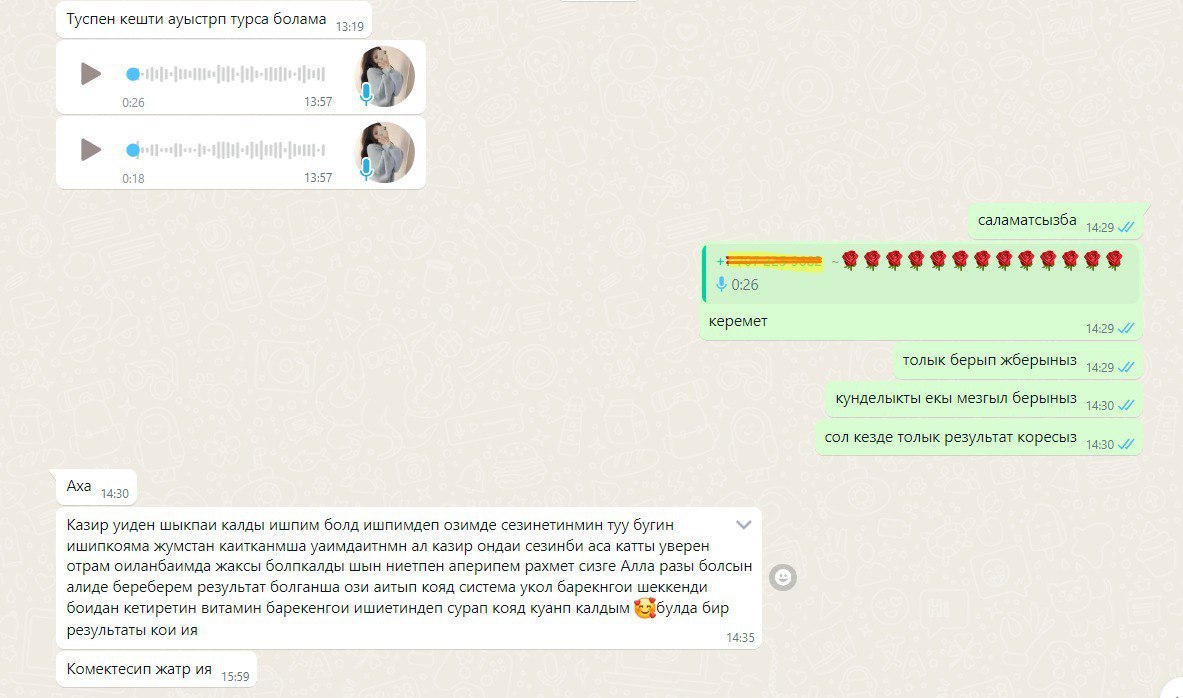 Туспен кешти ауыстрп турса болама 13:19
0:26 13:57
0:18 13:57
саламатсызба 14:29
+ ~🌹🌹🌹🌹🌹🌹🌹🌹🌹🌹🌹🌹🌹
0:26
керемет 14:29
толык берып жберыныз 14:29
кунделыкты екы мезгыл берыныз 14:30
сол кезде толык результат коресыз 14:30
Аха 14:30
Казир уиден шыкпаи калды ишпим болд ишпимдеп озимде сезинетинмин туу бугин
ишипкояма жумстан каитканмша уаимдаитнмн ал казир ондаи сезинби аса катты уверен
отрам оиланбаимда жаксы болпкалды шын ниетпен аперипем рахмет сизге Алла разы болсын
алиде береберем результат болганша ози аитып кояд система укол барекнгои шеккенди
боидан кетиретин витамин барекенгои ишиетиндеп сурап кояд куанп калдым 🥰булда бир
результаты кои ия
14:35
Комектесип жатр ия 15:59